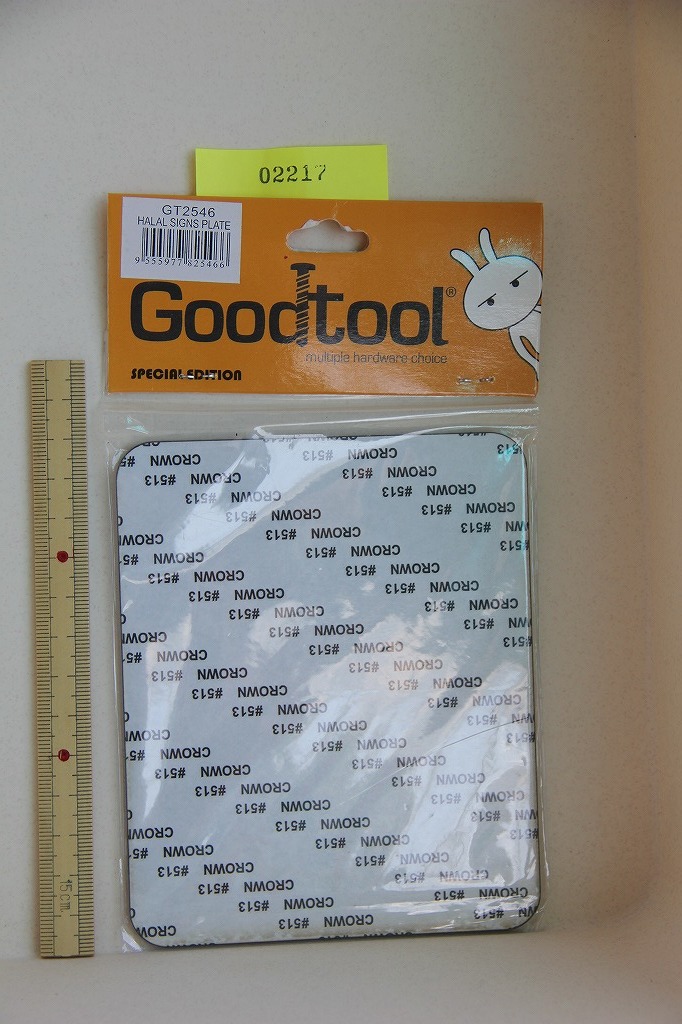 02217
GT2546
HALAL SIGNS PLATE
9 555977 825466
Goodtool®
multiple hardware choice
SPECIAL EDITION
CROWN #513
15cm.